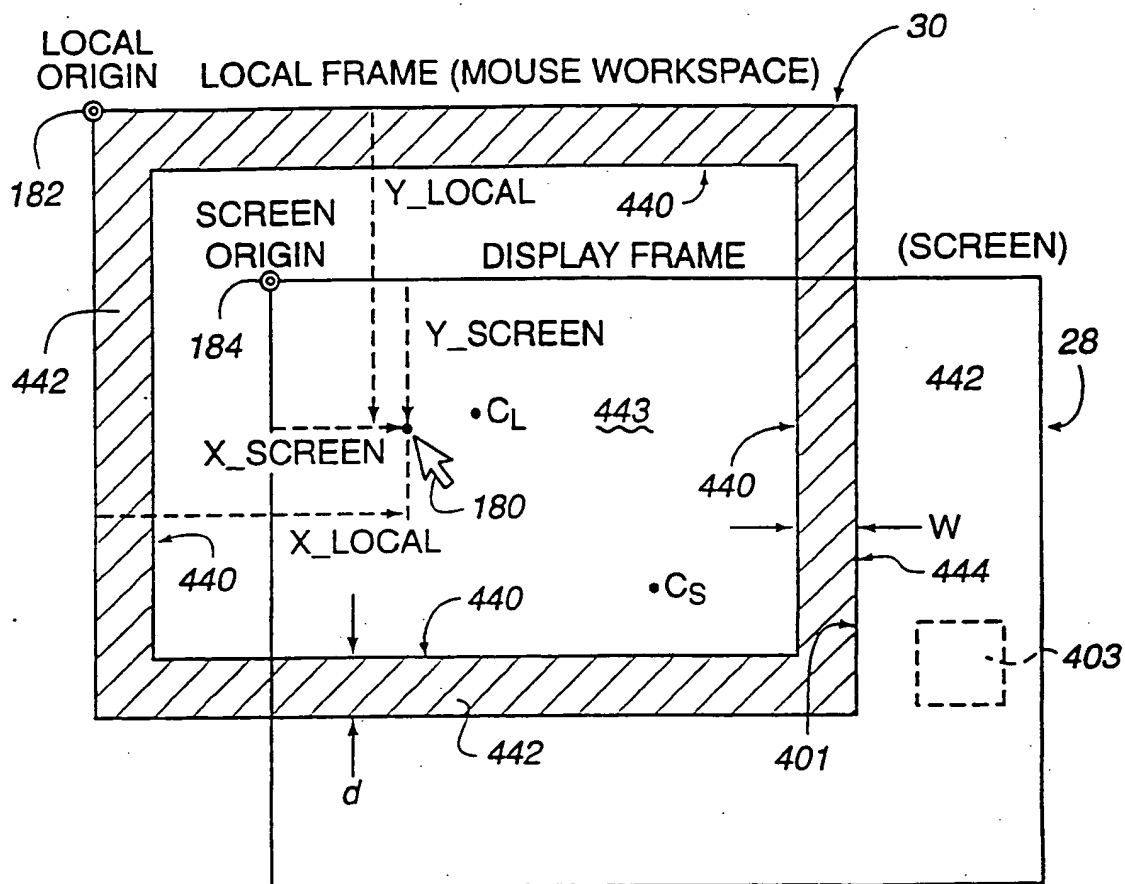 30
LOCAL
ORIGIN
LOCAL FRAME (MOUSE WORKSPACE)
182
Y_LOCAL
440
SCREEN
ORIGIN
DISPLAY FRAME
(SCREEN)
184
Y_SCREEN
442
28
442
C_L
443
X_SCREEN
180
440
X_LOCAL
W
440
444
C_S
440
403
442
401
d